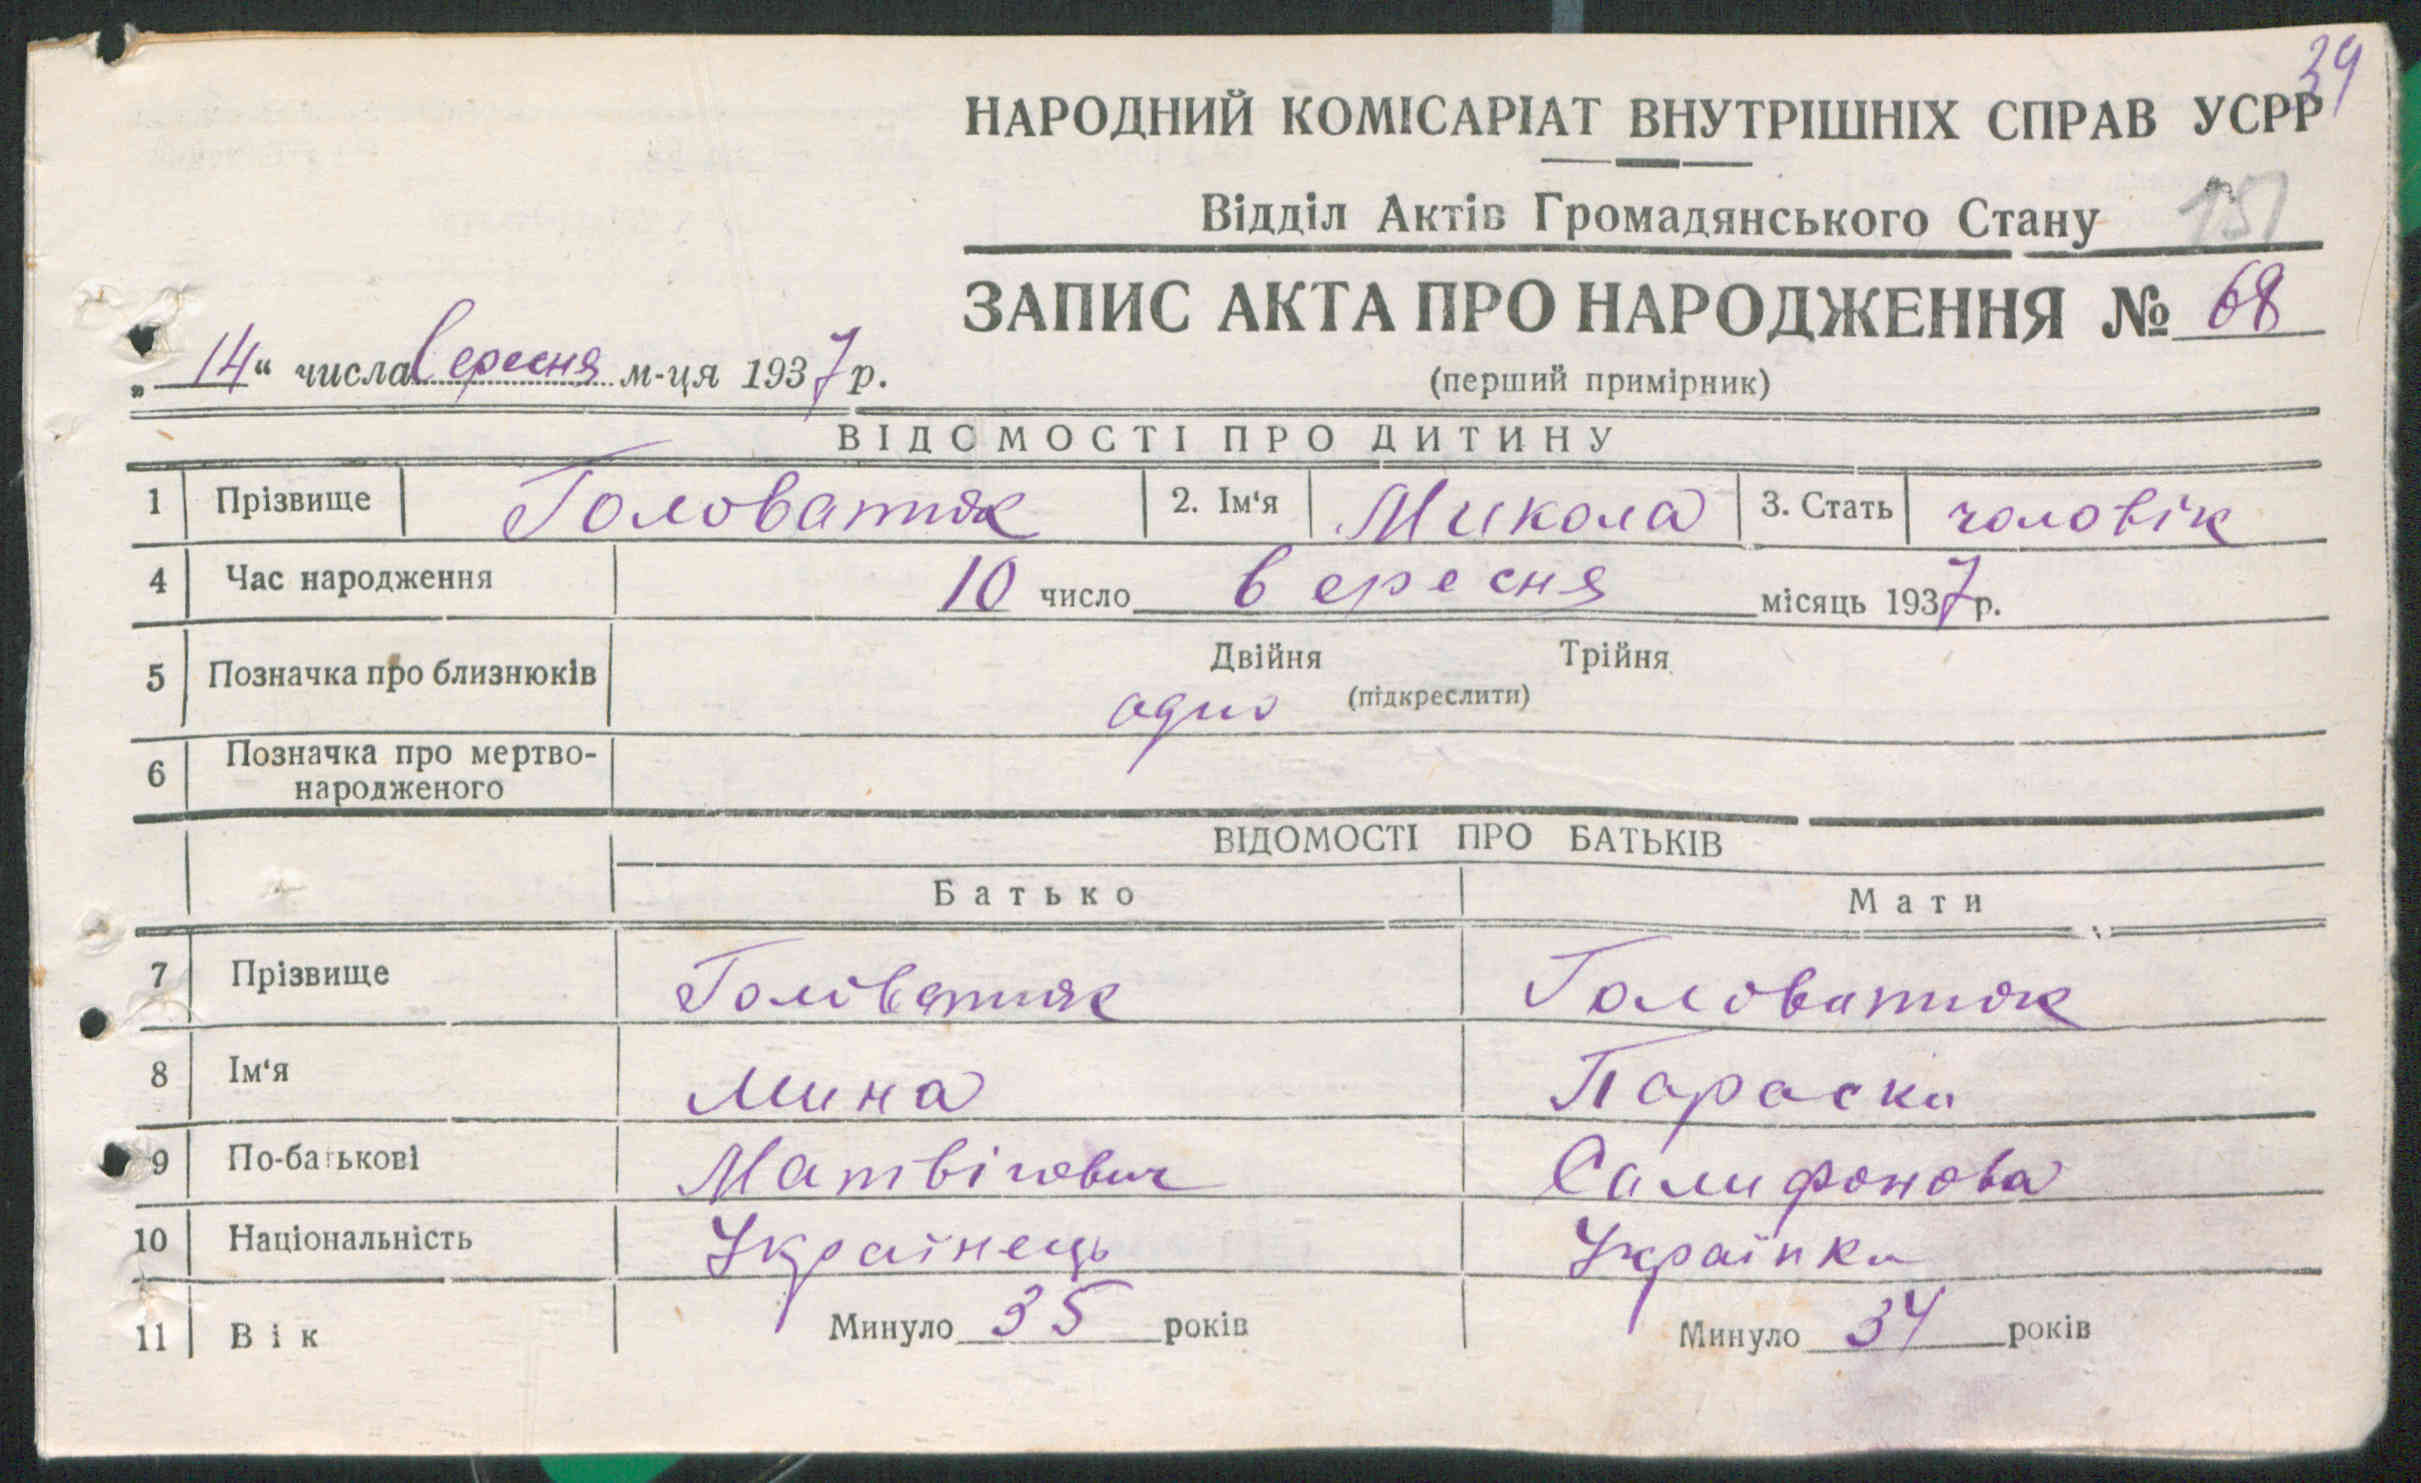 39
НАРОДНИЙ КОМІСАРІАТ ВНУТРІШНІХ СПРАВ УСРР
Відділ Актів Громадянського Стану
ЗАПИС АКТА ПРО НАРОДЖЕННЯ № 68
„14“ числа Вересня м-ця 1937 р.
(перший примірник)
ВІДОМОСТІ ПРО ДИТИНУ
1 Прізвище Головатюк 2. Ім‘я Микола 3. Стать чоловік
4 Час народження 10 число вересня місяць 1937 р.
5 Позначка про близнюків Двійня Трійня
одно (підкреслити)
6 Позначка про мертво-
народженого
ВІДОМОСТІ ПРО БАТЬКІВ
Батько Мати
7 Прізвище Головатюк Головатюк
8 Ім‘я Мина Параска
9 По-батькові Матвійович Самифонова
10 Національність Українець Українка
11 Вік Минуло 35 років Минуло 34 років